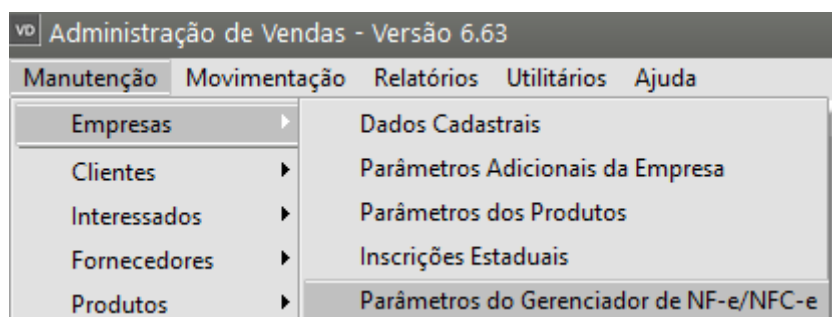 VD Administração de Vendas - Versão 6.63
Manutenção Movimentação Relatórios Utilitários Ajuda
Empresas Dados Cadastrais
Clientes Parâmetros Adicionais da Empresa
Interessados Parâmetros dos Produtos
Fornecedores Inscrições Estaduais
Produtos Parâmetros do Gerenciador de NF-e/NFC-e